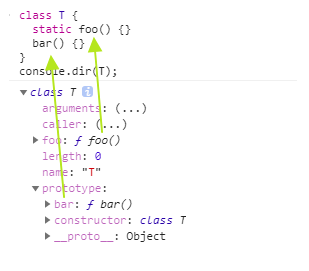 class T {
static foo() {}
bar() {}
}
console.dir(T);
▼class T i
arguments: (...)
caller: (...)
▶foo: ƒ foo()
length: 0
name: "T"
▼prototype:
▶bar: ƒ bar()
▶constructor: class T
▶__proto__: Object